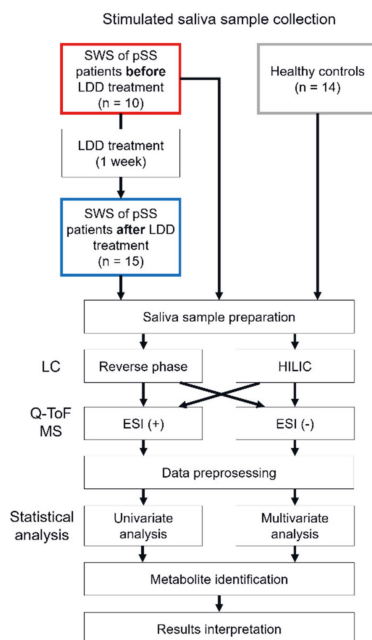 Stimulated saliva sample collection
SWS of pSS
patients before
LDD treatment
(n = 10)
Healthy controls
(n = 14)
LDD treatment
(1 week)
SWS of pSS
patients after LDD
treatment
(n = 15)
Saliva sample preparation
LC
Reverse phase
HILIC
Q-ToF
MS
ESI (+)
ESI (-)
Data preprosessing
Statistical
analysis
Univariate
analysis
Multivariate
analysis
Metabolite identification
Results interpretation